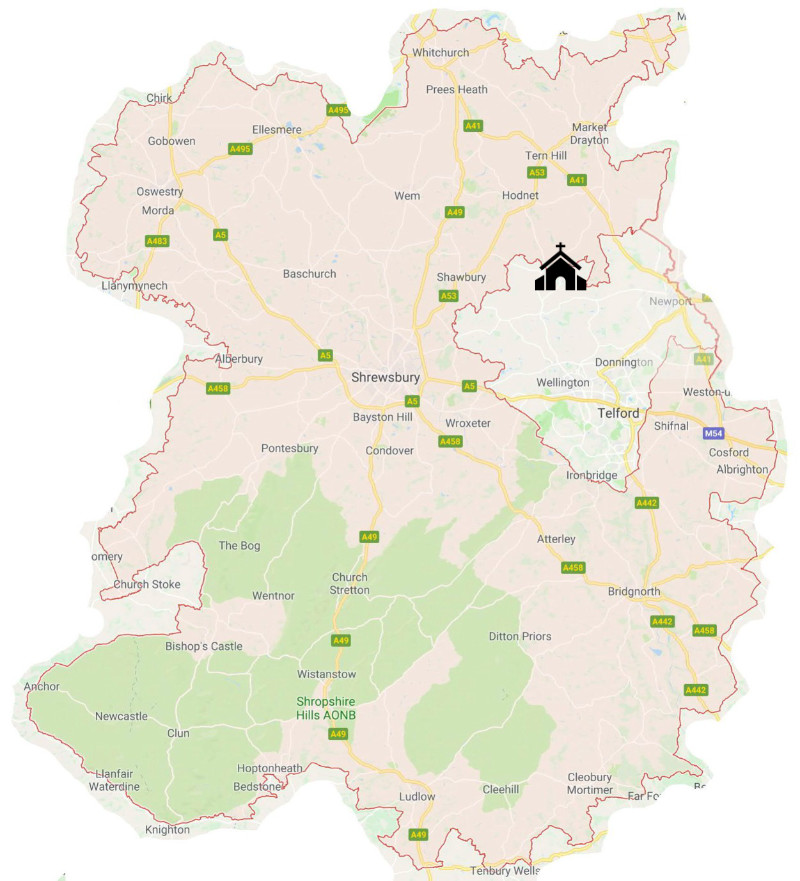 M
Whitchurch
Prees Heath
Chirk
A495
A41
Ellesmere
Gobowen
A495
Market
Drayton
Tern Hill
A53
A41
Oswestry
Wem
Hodnet
Morda
A49
A5
A483
Baschurch
Shawbury
Llanymynech
A53
Newport
A5
Alberbury
A41
Donnington
Shrewsbury
Wellington
A458
A5
Weston-u
A5
Bayston Hill
Wroxeter
Telford
Shifnal
M54
A458
Pontesbury
Condover
Cosford
Albrighton
Ironbridge
A442
A49
Atterley
The Bog
omery
A458
Church
Stretton
Church Stoke
Wentnor
Bridgnorth
A442
A458
Ditton Priors
A49
Bishop's Castle
Wistanstow
Anchor
A442
Shropshire
Hills AONB
Newcastle
Clun
A49
Hoptonheath
Llanfair
Waterdine
Bedstone
Cleobury
Mortimer
Cleehill
Ludlow
Far Fo
Knighton
A49
Tenbury Wells